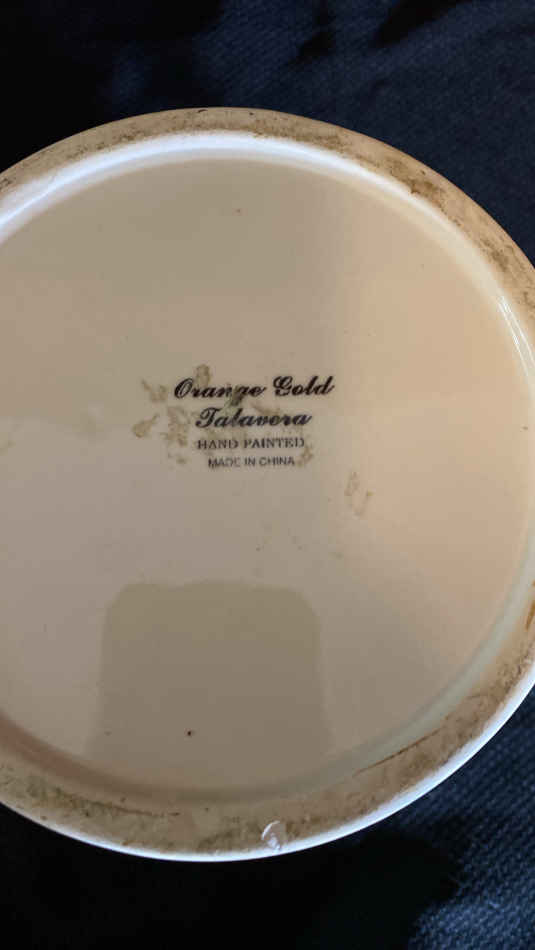 Orange Gold
Talavera
HAND PAINTED
MADE IN CHINA